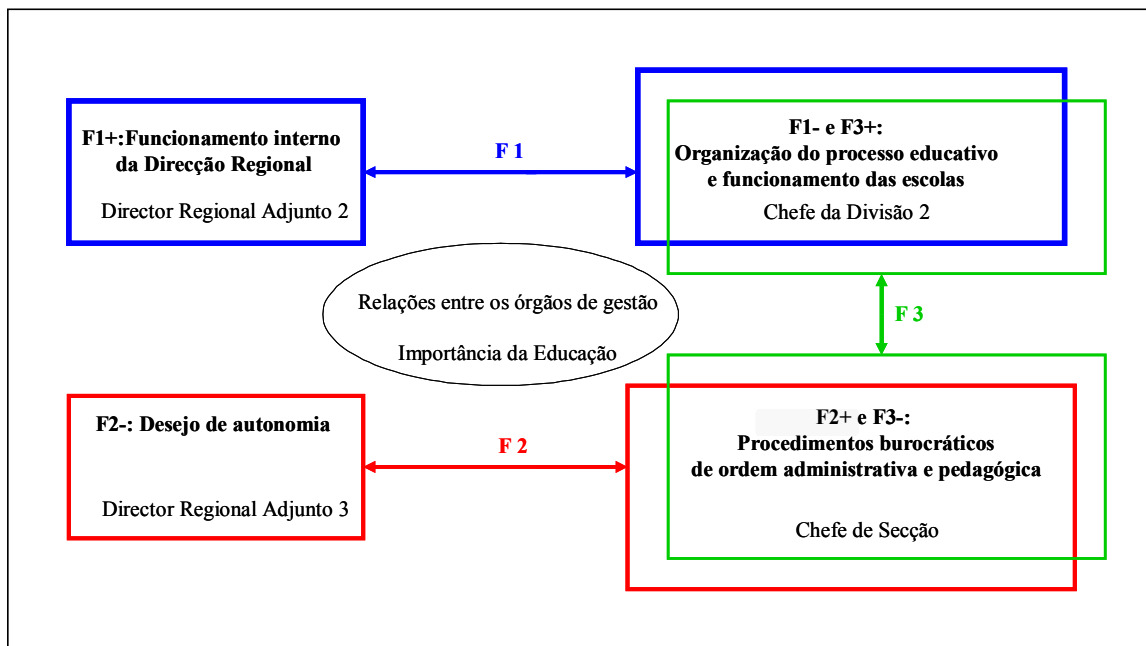 F1+:Funcionamento interno
da Direcção Regional
Director Regional Adjunto 2
F 1
F1- e F3+:
Organização do processo educativo
e funcionamento das escolas
Chefe da Divisão 2
Relações entre os órgãos de gestão
Importância da Educação
F 3
F2-: Desejo de autonomia
Director Regional Adjunto 3
F 2
F2+ e F3-:
Procedimentos burocráticos
de ordem administrativa e pedagógica
Chefe de Secção